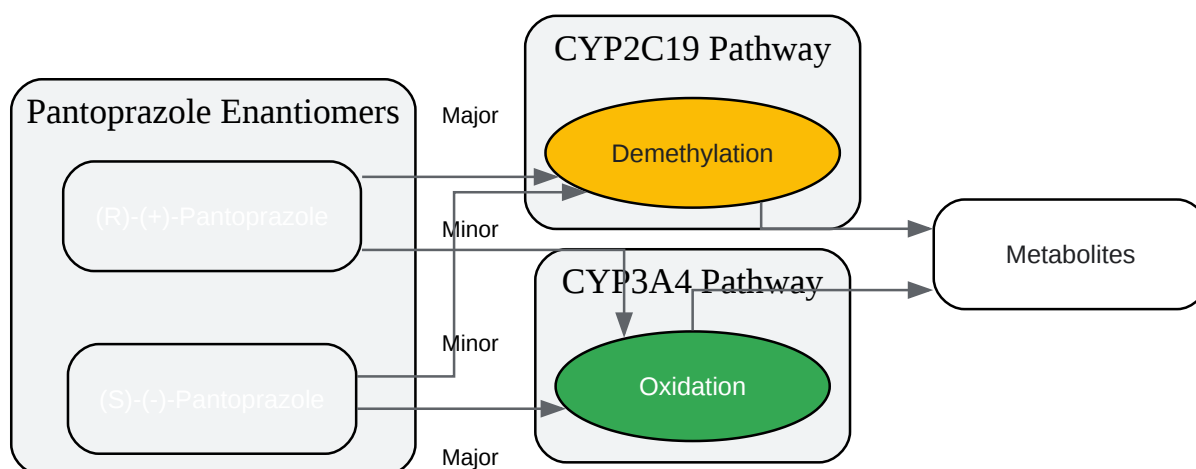 CYP2C19 Pathway
Pantoprazole Enantiomers
Major
Demethylation
(R)-(+)-Pantoprazole
Minor
Metabolites
CYP3A4 Pathway
Minor
(S)-(-)-Pantoprazole
Oxidation
Major